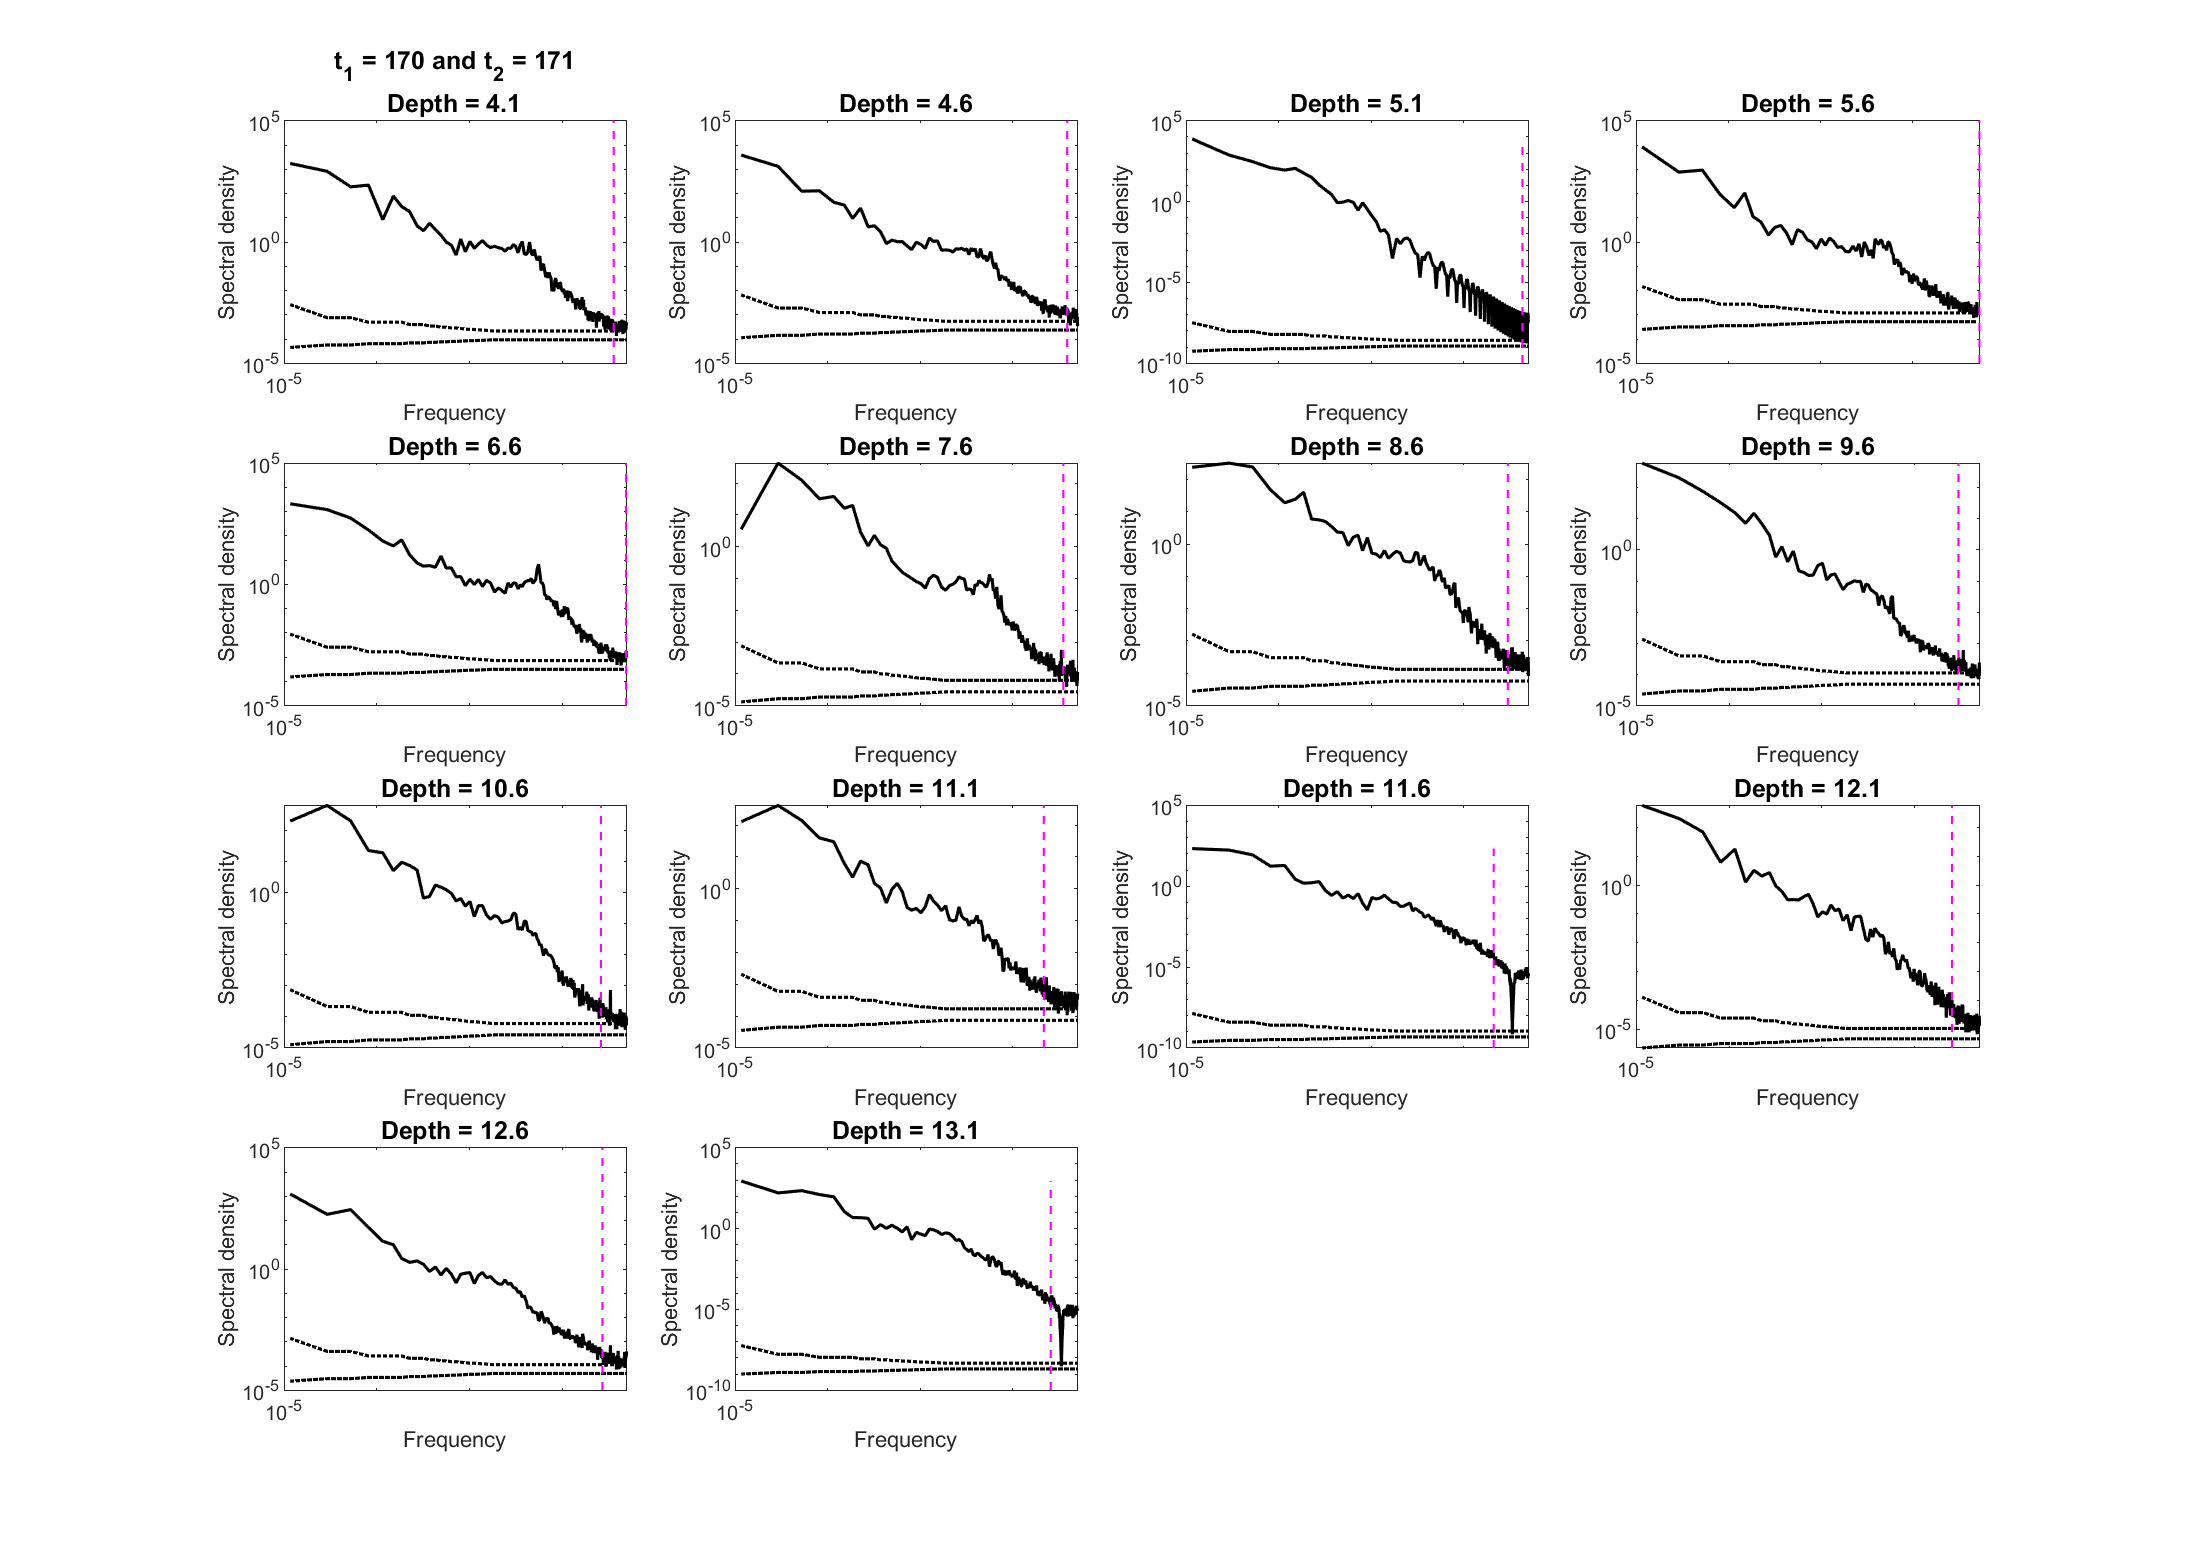 t1 = 170 and t2 = 171
Depth = 4.1
10^5
10^0
10^-5
10^-5
Spectral density
Frequency
Depth = 4.6
10^5
10^0
10^-5
10^-5
Spectral density
Frequency
Depth = 5.1
10^5
10^0
10^-5
10^-10
10^-5
Spectral density
Frequency
Depth = 5.6
10^5
10^0
10^-5
10^-5
Spectral density
Frequency
Depth = 6.6
10^5
10^0
10^-5
10^-5
Spectral density
Frequency
Depth = 7.6
10^0
10^-5
10^-5
Spectral density
Frequency
Depth = 8.6
10^0
10^-5
10^-5
Spectral density
Frequency
Depth = 9.6
10^0
10^-5
10^-5
Spectral density
Frequency
Depth = 10.6
10^0
10^-5
10^-5
Spectral density
Frequency
Depth = 11.1
10^0
10^-5
10^-5
Spectral density
Frequency
Depth = 11.6
10^5
10^0
10^-5
10^-10
10^-5
Spectral density
Frequency
Depth = 12.1
10^0
10^-5
10^-5
Spectral density
Frequency
Depth = 12.6
10^5
10^0
10^-5
10^-5
Spectral density
Frequency
Depth = 13.1
10^5
10^0
10^-5
10^-10
10^-5
Spectral density
Frequency